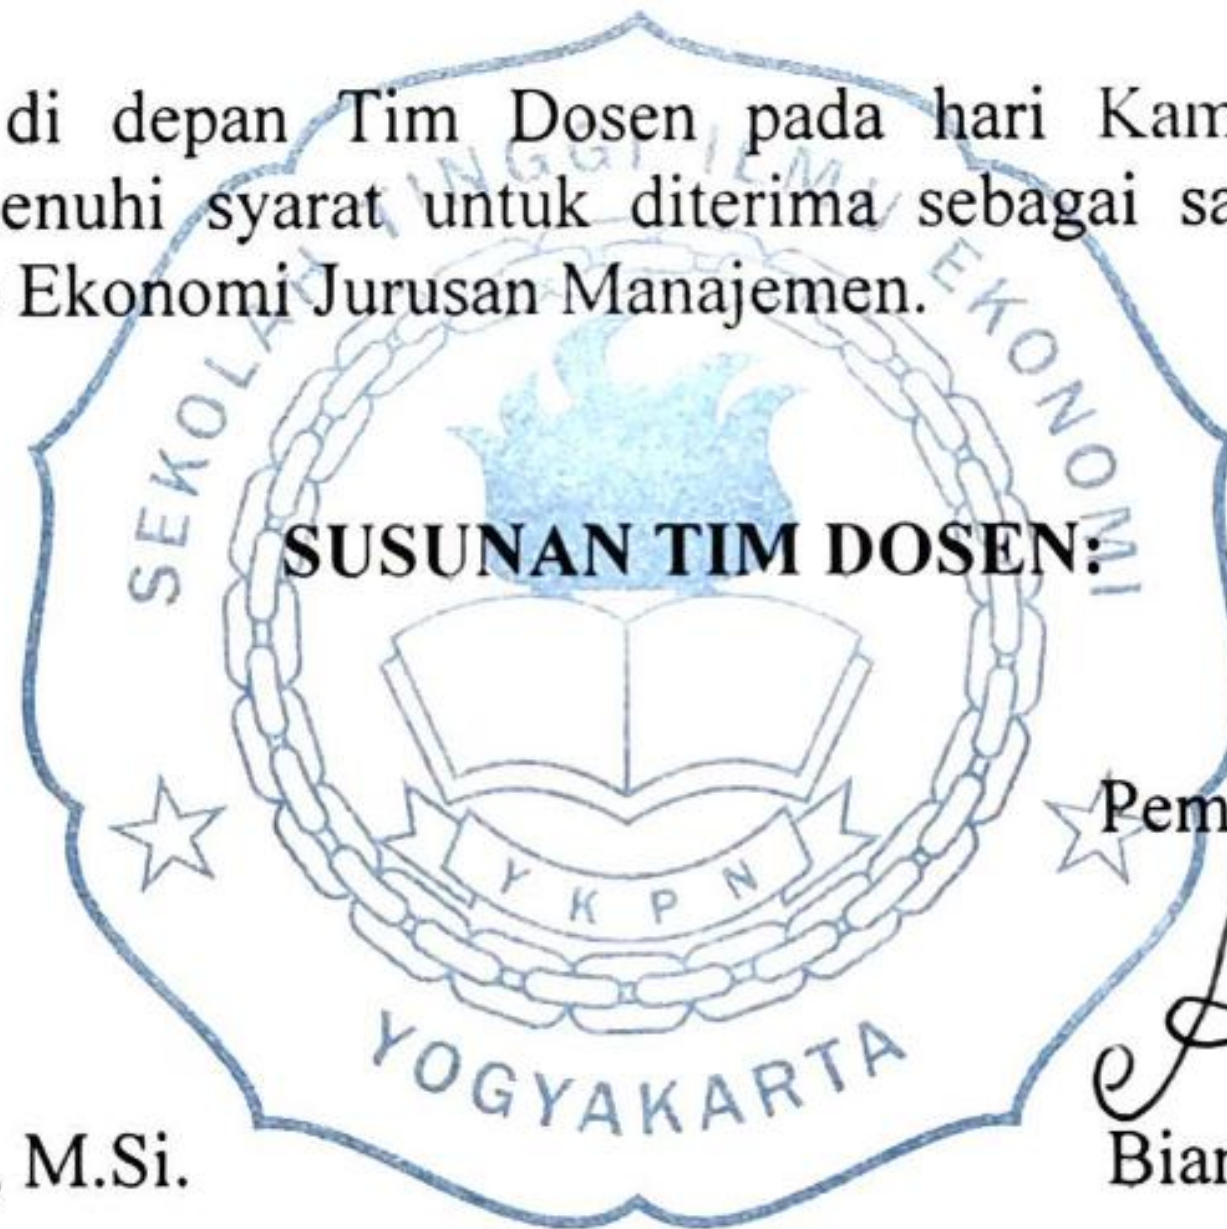 di depan Tim Dosen pada hari Kam
enuhi syarat untuk diterima sebagai sa
Ekonomi Jurusan Manajemen.
SEKOLAH TINGGI ILMU EKONOMI
SUSUNAN TIM DOSEN:
Pem
YKPN
YOGYAKARTA
M.Si.
Bian